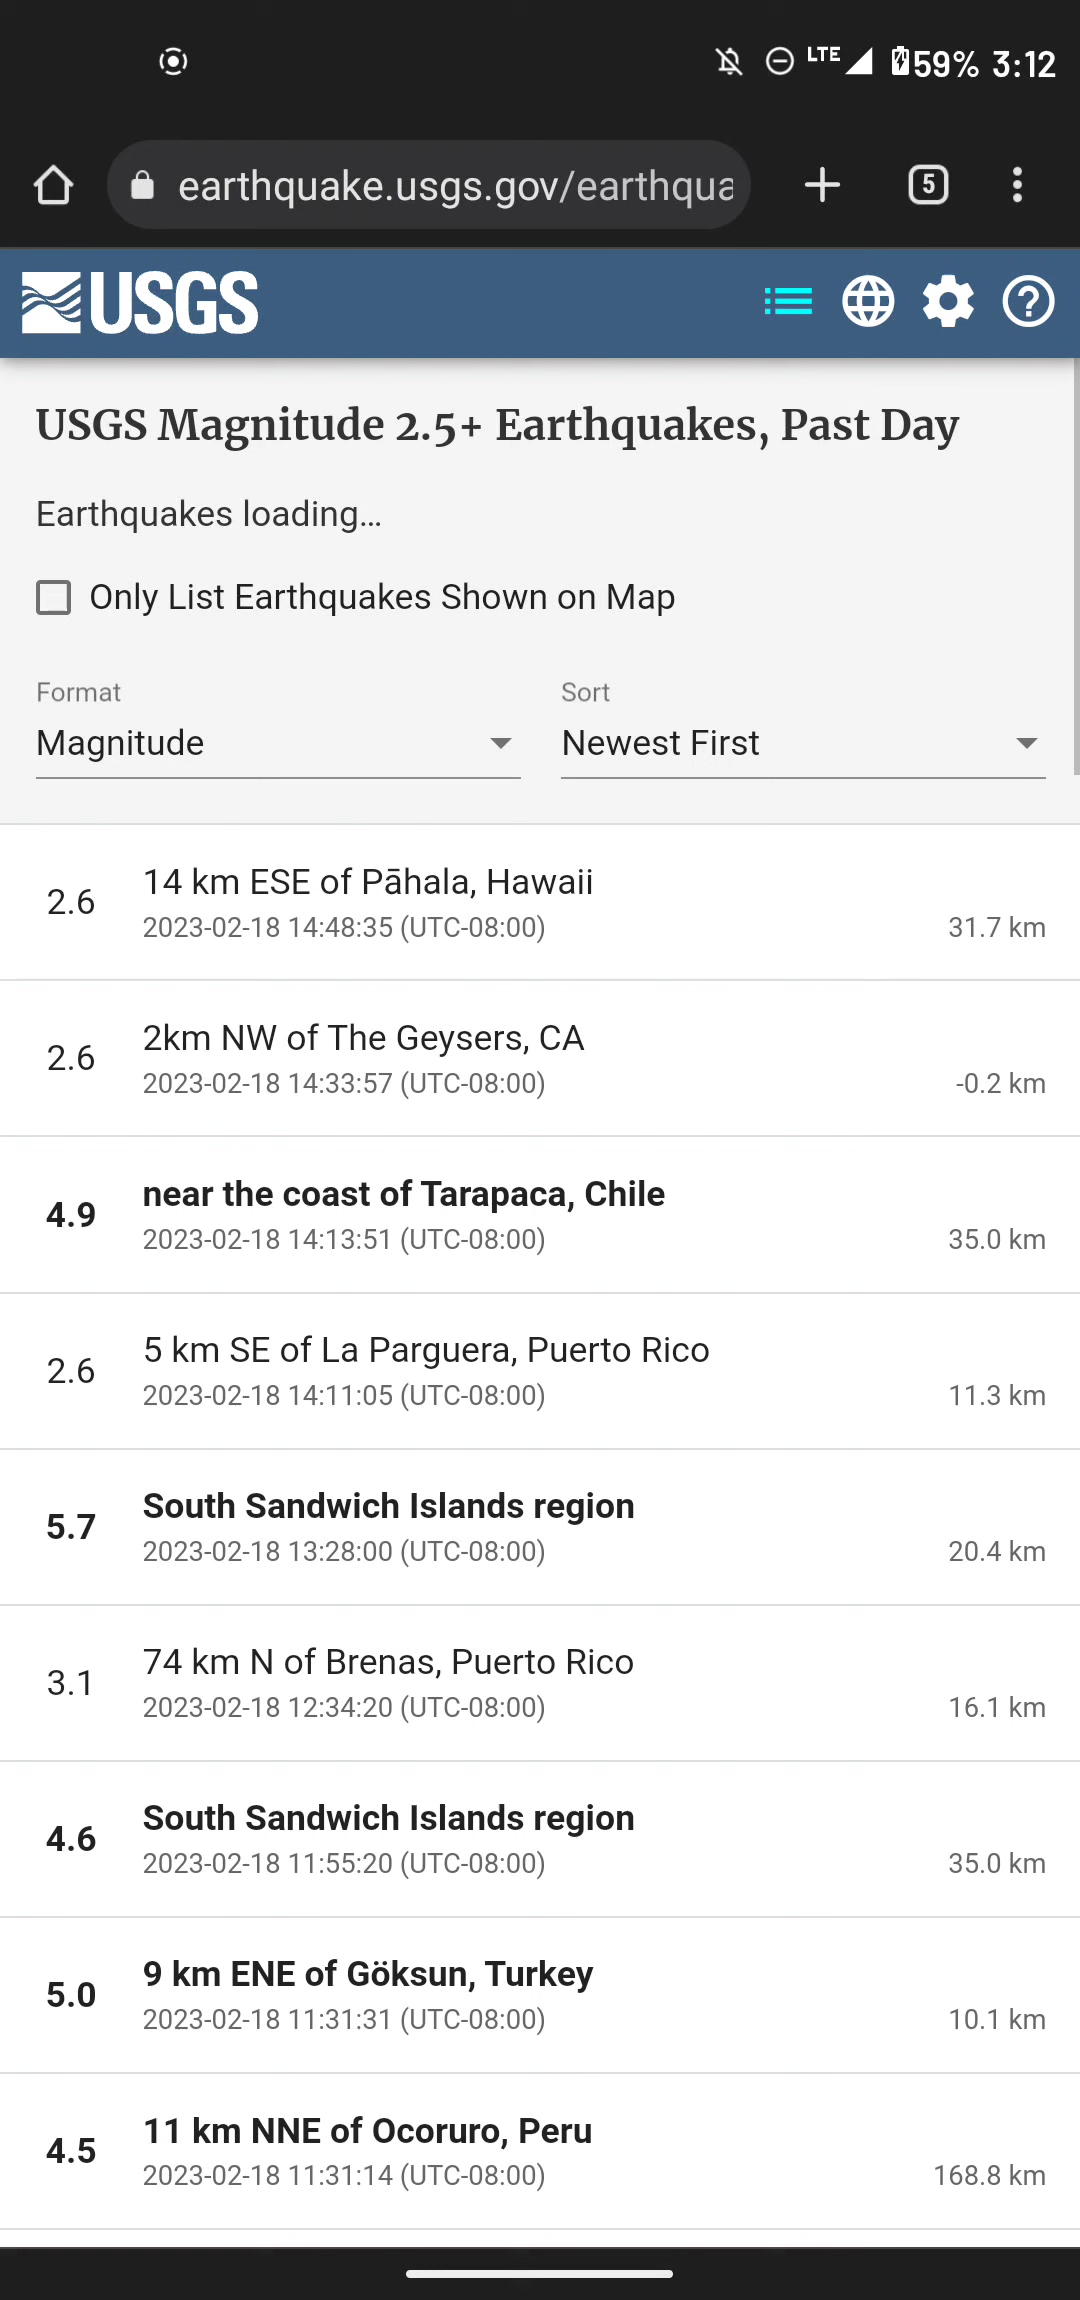 LTE 59% 3:12
earthquake.usgs.gov/earthqua
5
USGS
USGS Magnitude 2.5+ Earthquakes, Past Day
Earthquakes loading...
Only List Earthquakes Shown on Map
Format Sort
Magnitude Newest First
14 km ESE of Pāhala, Hawaii
2.6
2023-02-18 14:48:35 (UTC-08:00) 31.7 km
2km NW of The Geysers, CA
2.6
2023-02-18 14:33:57 (UTC-08:00) -0.2 km
near the coast of Tarapaca, Chile
4.9
2023-02-18 14:13:51 (UTC-08:00) 35.0 km
5 km SE of La Parguera, Puerto Rico
2.6
2023-02-18 14:11:05 (UTC-08:00) 11.3 km
South Sandwich Islands region
5.7
2023-02-18 13:28:00 (UTC-08:00) 20.4 km
74 km N of Brenas, Puerto Rico
3.1
2023-02-18 12:34:20 (UTC-08:00) 16.1 km
South Sandwich Islands region
4.6
2023-02-18 11:55:20 (UTC-08:00) 35.0 km
9 km ENE of Göksun, Turkey
5.0
2023-02-18 11:31:31 (UTC-08:00) 10.1 km
11 km NNE of Ocoruro, Peru
4.5
2023-02-18 11:31:14 (UTC-08:00) 168.8 km